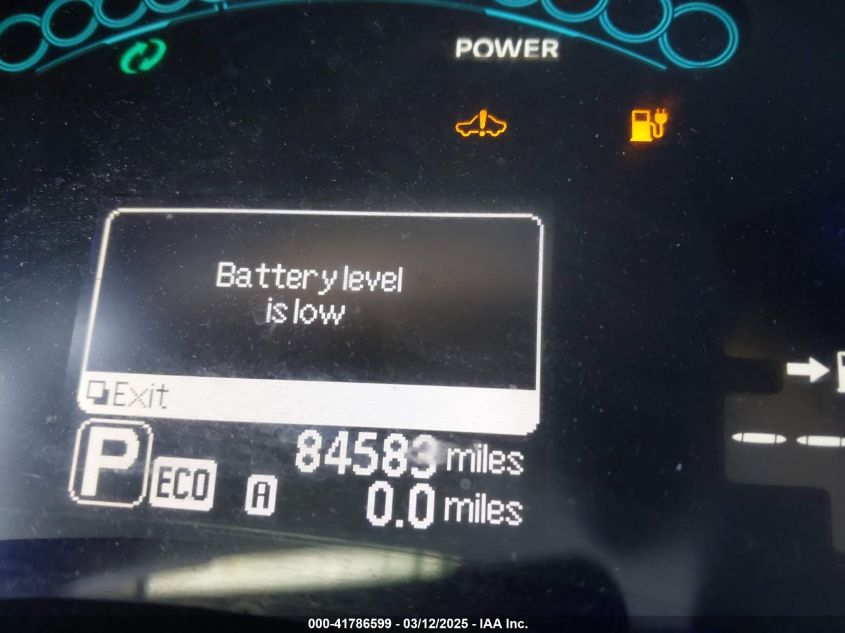 POWER
Battery level
is low
Exit
P
ECO
84583 miles
A
0.0 miles
000-41786599 - 03/12/2025 - IAA Inc.